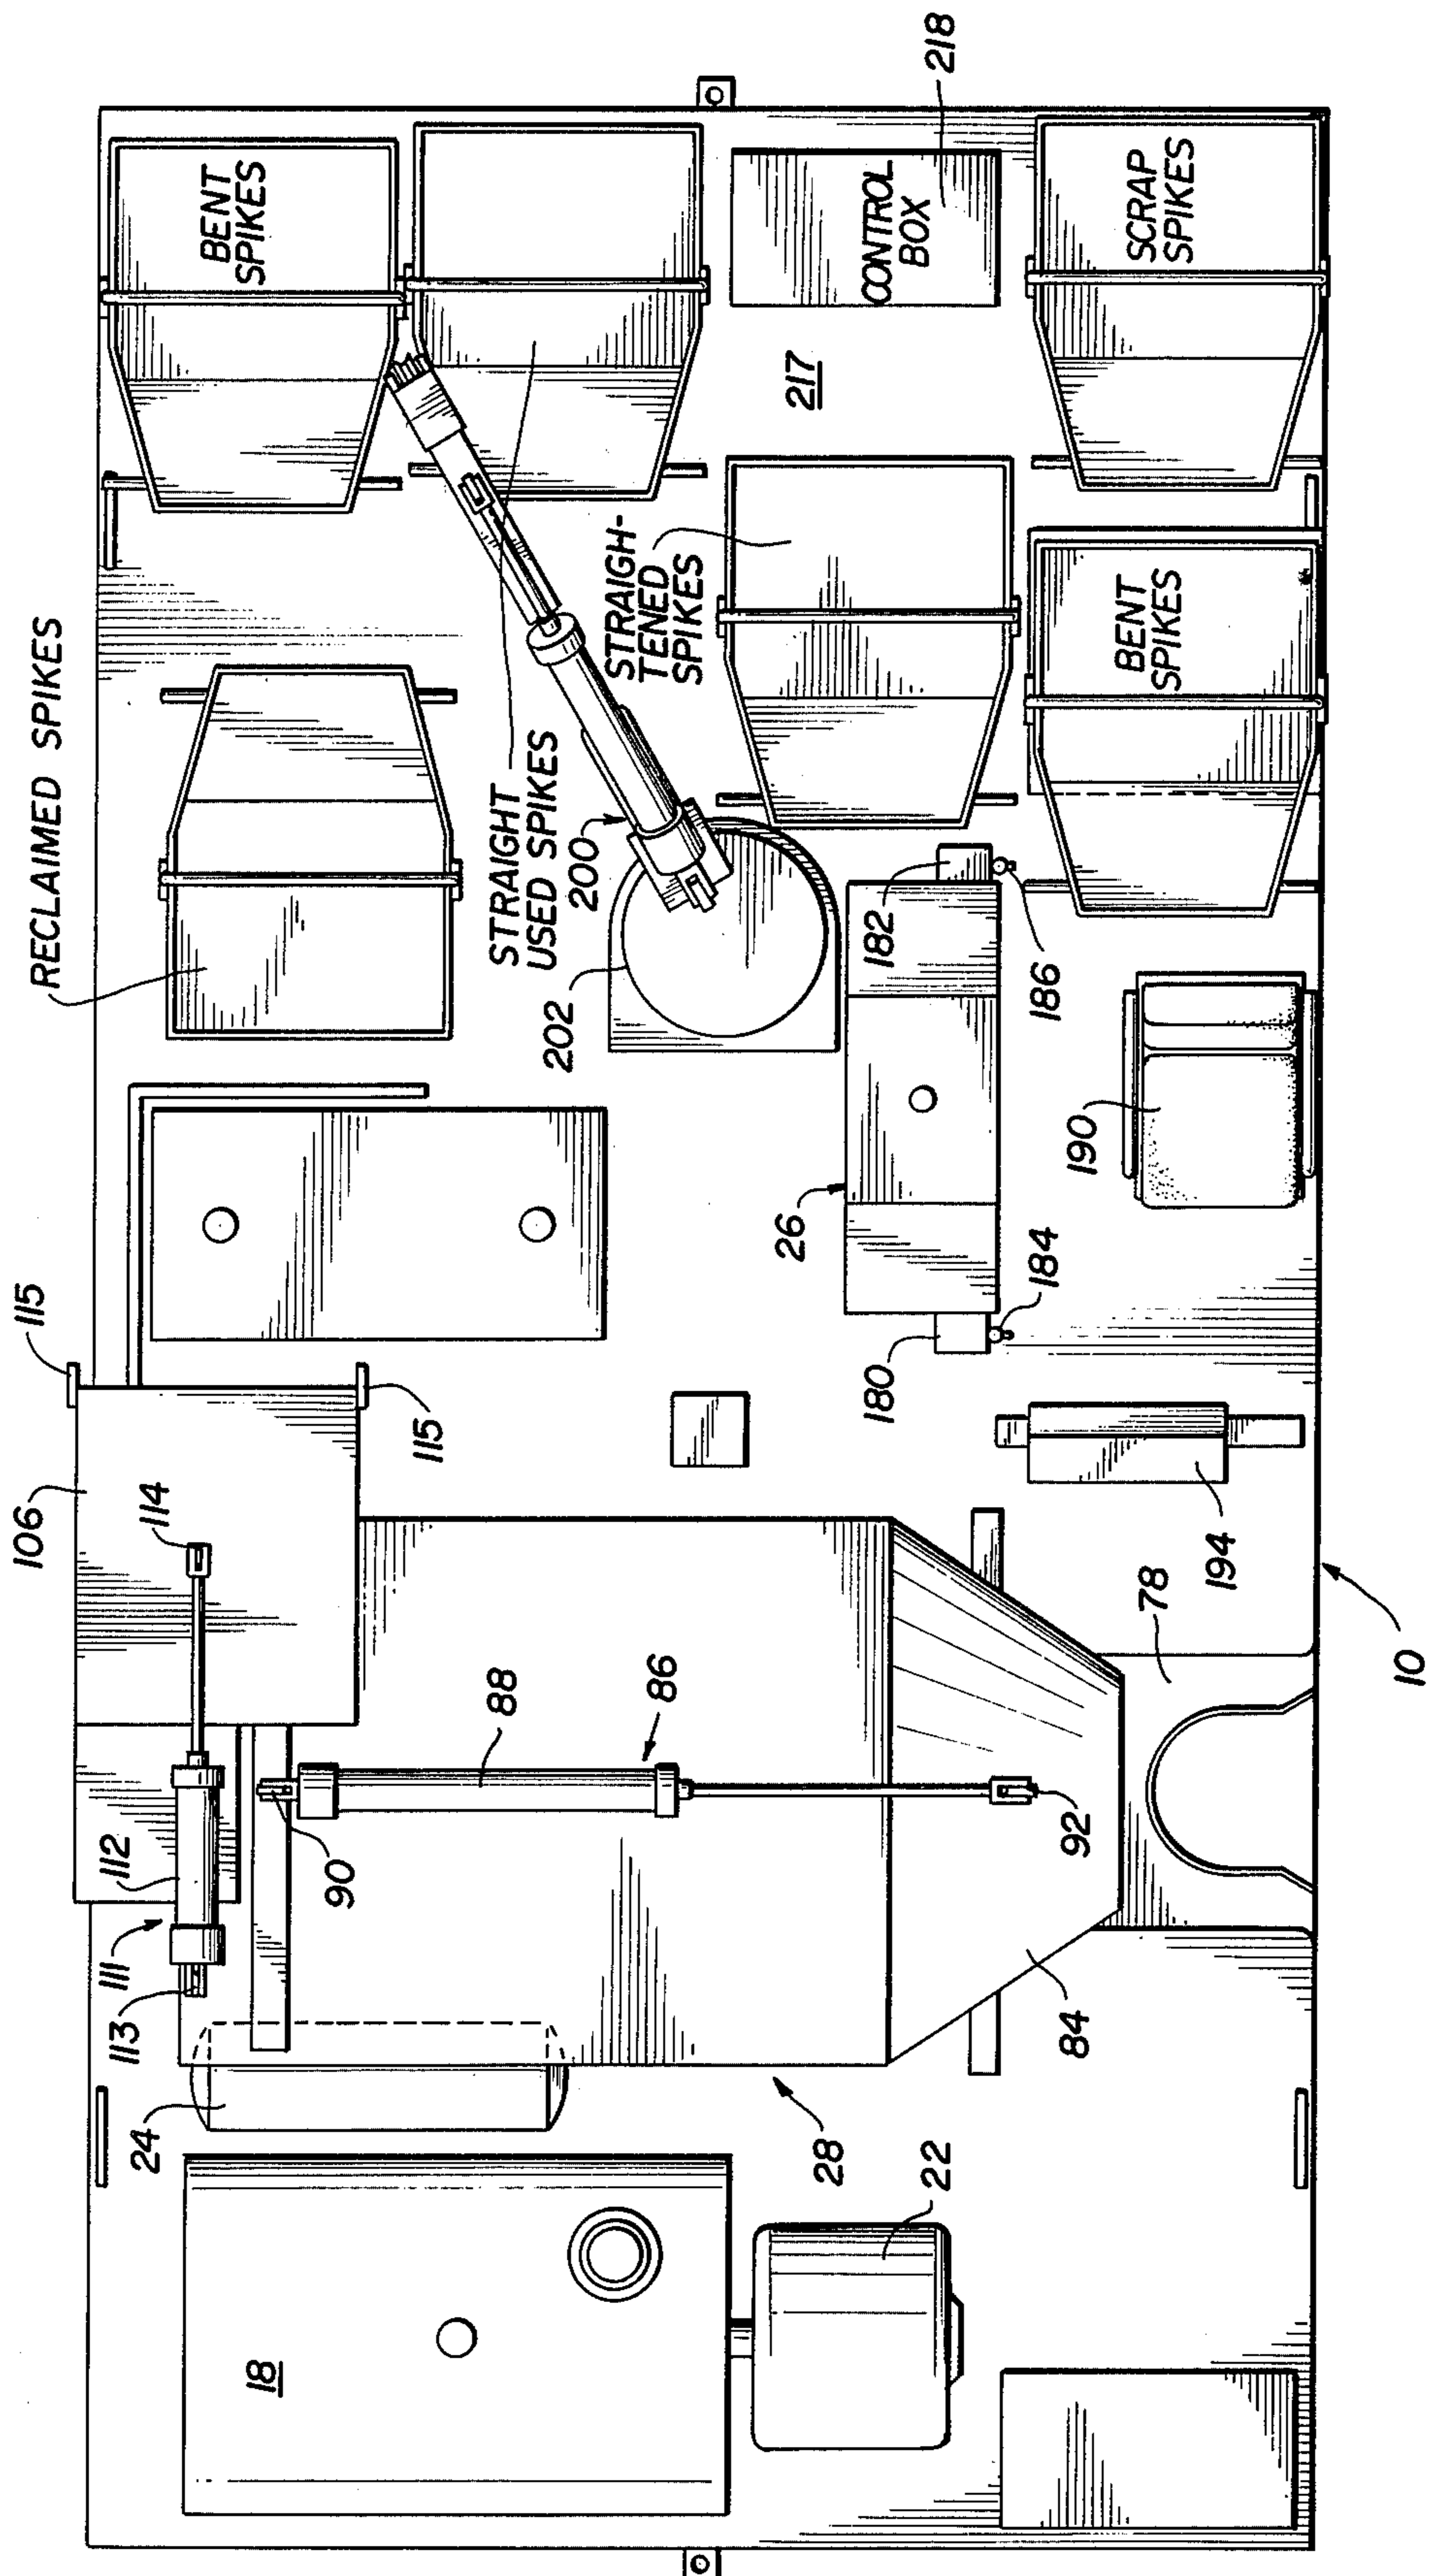 RECLAIMED SPIKES
BENT
SPIKES
STRAIGHT
USED SPIKES
STRAIGH-
TENED
SPIKES
CONTROL
BOX
218
217
SCRAP
SPIKES
BENT
SPIKES
200
202
182
186
190
26
184
180
115
115
106
114
194
78
10
86
88
112
90
92
111
113
84
24
28
22
18